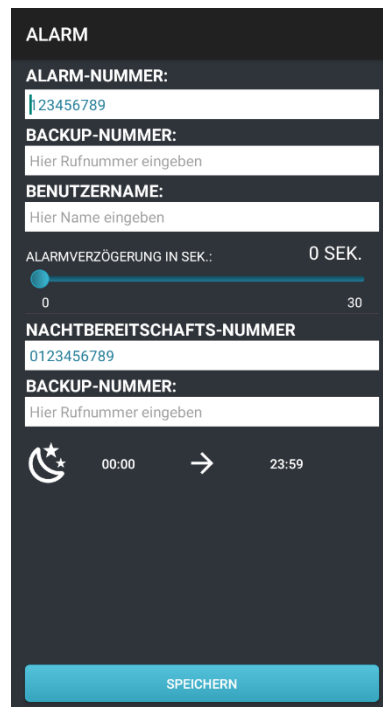 ALARM
ALARM-NUMMER:
123456789
BACKUP-NUMMER:
Hier Rufnummer eingeben
BENUTZERNAME:
Hier Name eingeben
ALARMVERZÖGERUNG IN SEK.: 0 SEK.
0 30
NACHTBEREITSCHAFTS-NUMMER
0123456789
BACKUP-NUMMER:
Hier Rufnummer eingeben
00:00 → 23:59
SPEICHERN